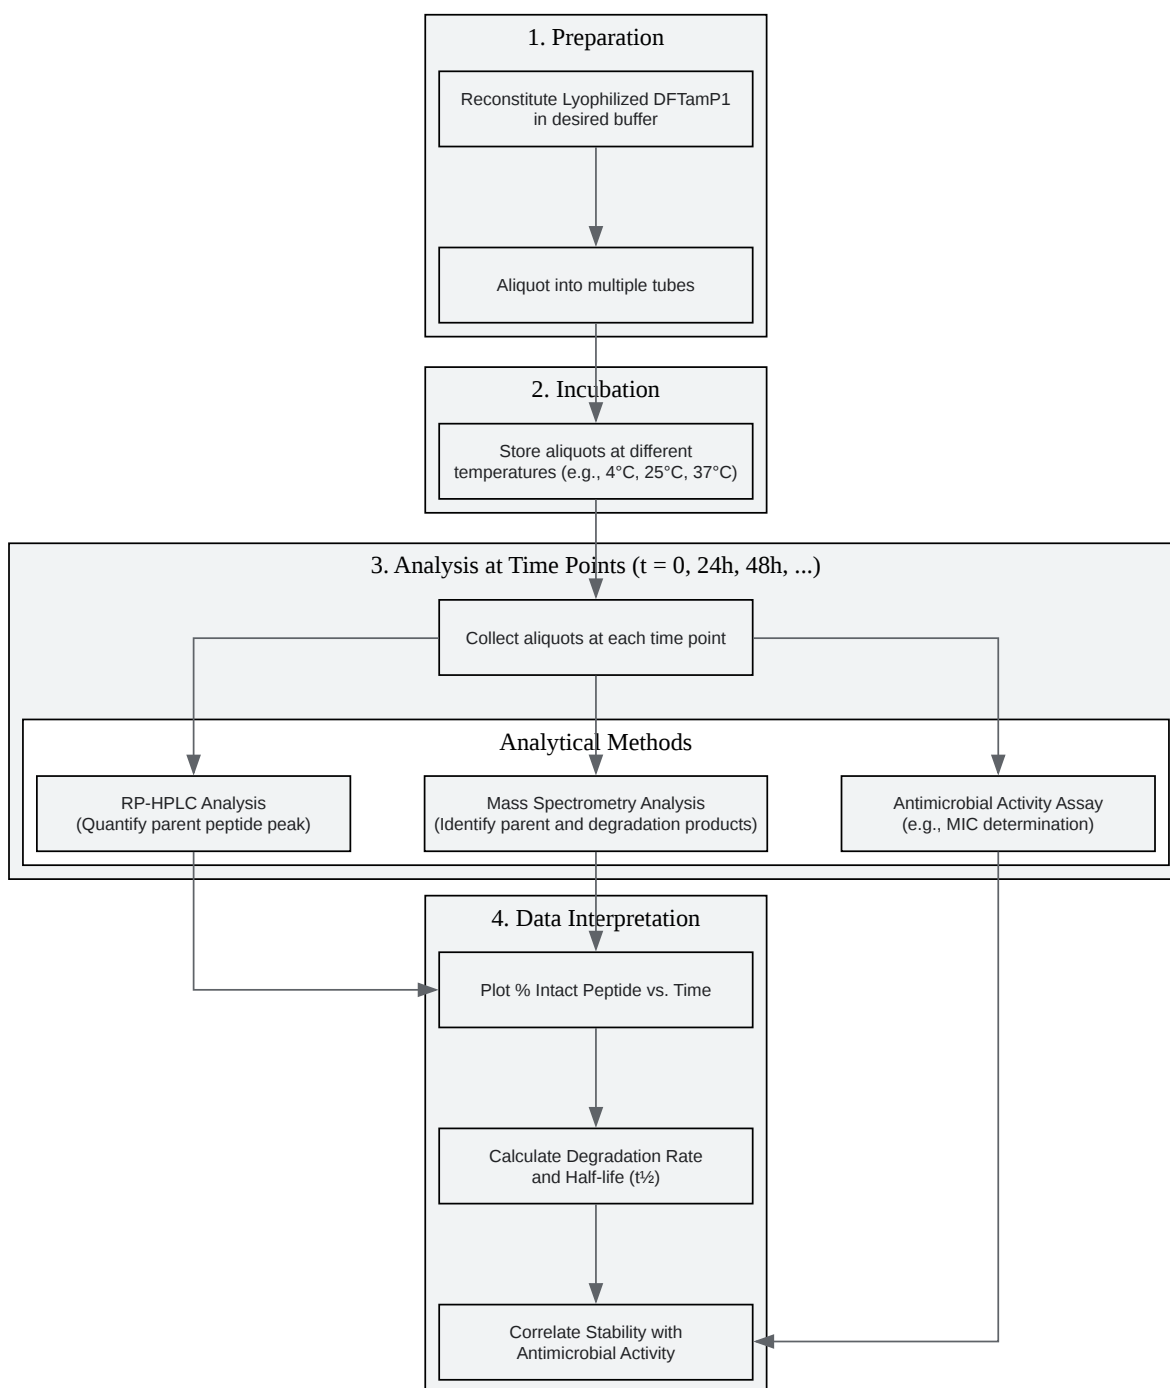 1. Preparation
Reconstitute Lyophilized DFTamP1
in desired buffer
Aliquot into multiple tubes
2. Incubation
Store aliquots at different
temperatures (e.g., 4°C, 25°C, 37°C)
3. Analysis at Time Points (t = 0, 24h, 48h, ...)
Collect aliquots at each time point
Analytical Methods
RP-HPLC Analysis
(Quantify parent peptide peak)
Mass Spectrometry Analysis
(Identify parent and degradation products)
Antimicrobial Activity Assay
(e.g., MIC determination)
4. Data Interpretation
Plot % Intact Peptide vs. Time
Calculate Degradation Rate
and Half-life (t½)
Correlate Stability with
Antimicrobial Activity